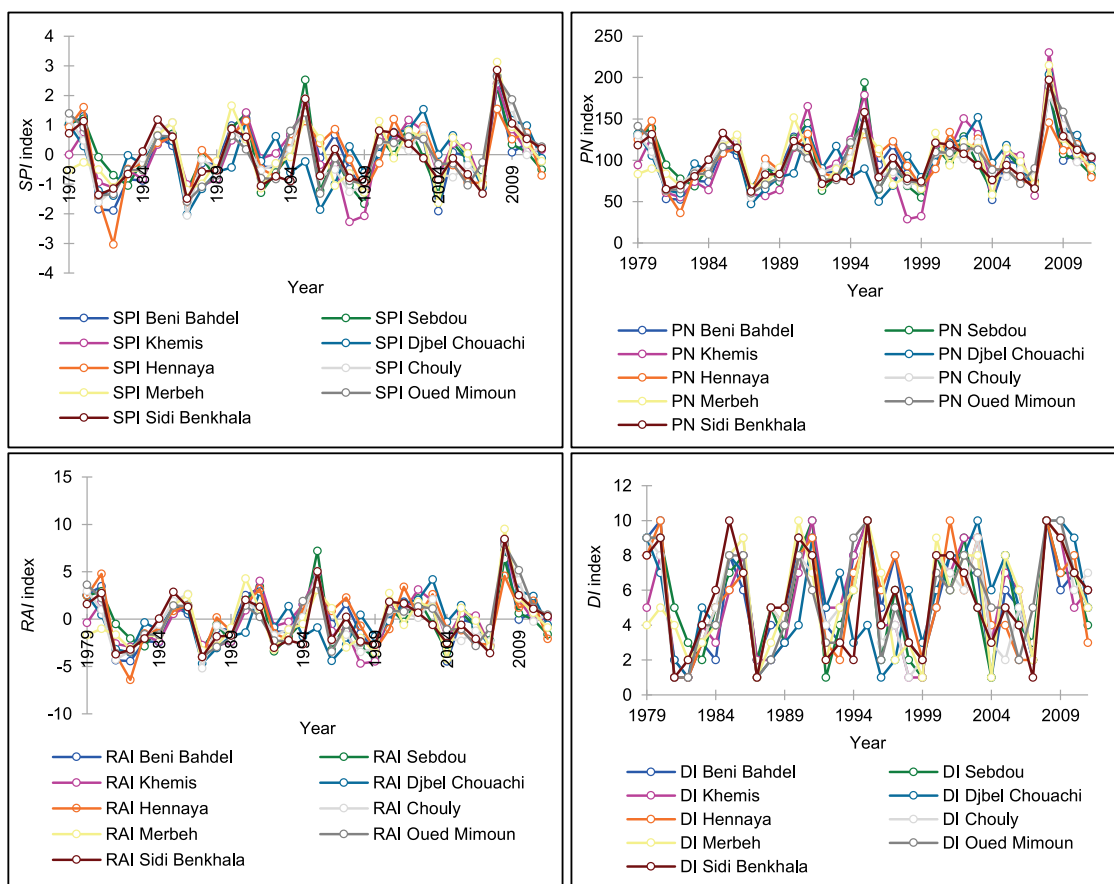 SPI index
4
3
2
1
0
-1
-2
-3
-4
1979
1984
1989
1994
1999
2004
2009
Year
SPI Beni Bahdel
SPI Sebdou
SPI Khemis
SPI Djbel Chouachi
SPI Hennaya
SPI Chouly
SPI Merbeh
SPI Oued Mimoun
SPI Sidi Benkhala
PN index
250
200
150
100
50
0
1979 1984 1989 1994 1999 2004 2009
Year
PN Beni Bahdel
PN Sebdou
PN Khemis
PN Djbel Chouachi
PN Hennaya
PN Chouly
PN Merbeh
PN Oued Mimoun
PN Sidi Benkhala
RAI index
15
10
5
0
-5
-10
1979
1984
1989
1994
1999
2004
2009
Year
RAI Beni Bahdel
RAI Sebdou
RAI Khemis
RAI Djbel Chouachi
RAI Hennaya
RAI Chouly
RAI Merbeh
RAI Oued Mimoun
RAI Sidi Benkhala
DI index
12
10
8
6
4
2
0
1979 1984 1989 1994 1999 2004 2009
Year
DI Beni Bahdel
DI Sebdou
DI Khemis
DI Djbel Chouachi
DI Hennaya
DI Chouly
DI Merbeh
DI Oued Mimoun
DI Sidi Benkhala